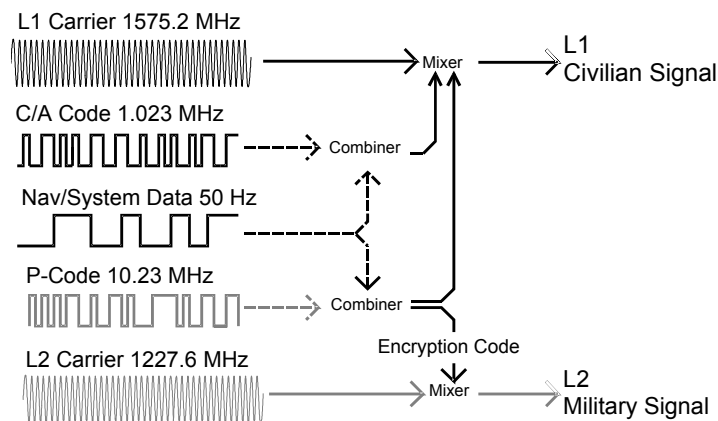 L1 Carrier 1575.2 MHz
Mixer
L1
Civilian Signal
C/A Code 1.023 MHz
Combiner
Nav/System Data 50 Hz
P-Code 10.23 MHz
Combiner
Encryption Code
L2 Carrier 1227.6 MHz
Mixer
L2
Military Signal